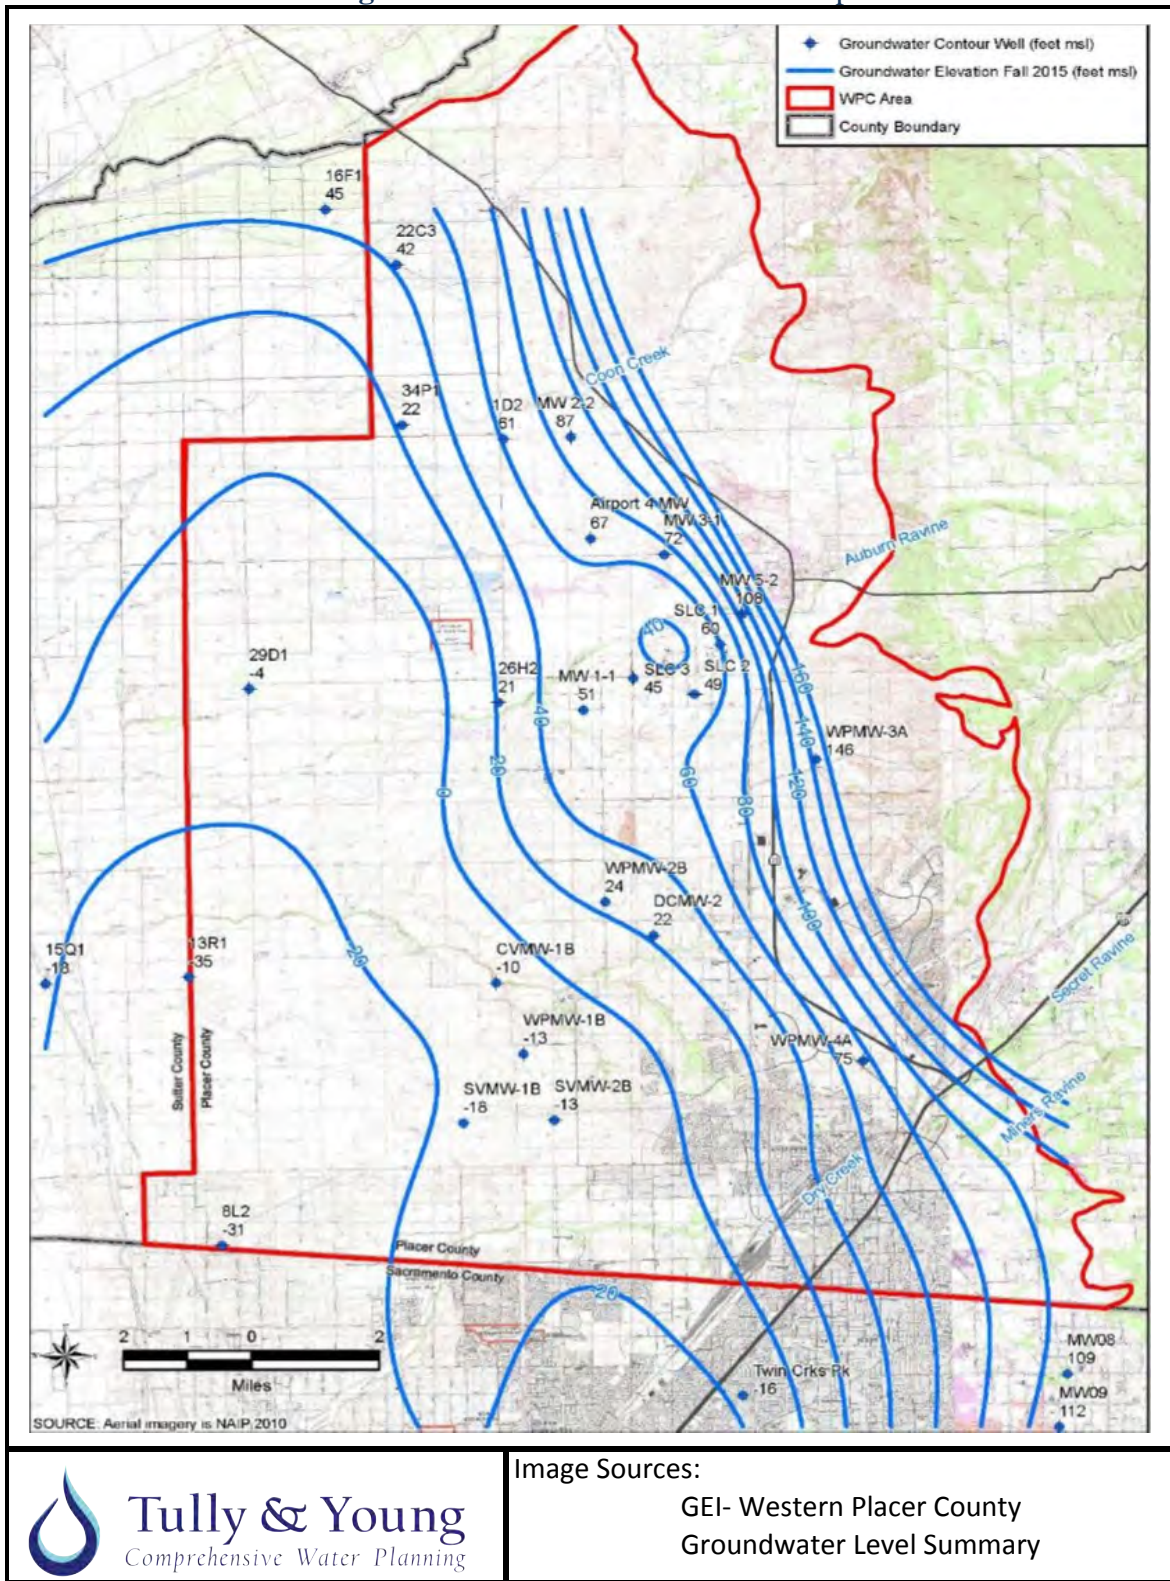 Groundwater Contour Well (feet msl)
Groundwater Elevation Fall 2015 (feet msl)
WPC Area
County Boundary
16F1
45
22C3
42
Coon Creek
34P1
22
1D2
61
MW 2-2
87
Airport 4 MW
67
MW 3-1
72
Auburn Ravine
MW 5-2
108
SLC 1
60
40
29D1
-4
26H2
21
MW 1-1
51
SLC 3
45
SLC 2
49
160
40
140
WPMW-3A
146
20
60
120
0
80
WPMW-2B
24
DCMW-2
22
100
15Q1
-18
13R1
-35
-20
CVMW-1B
-10
Secret Ravine
WPMW-1B
-13
WPMW-4A
75
Sutter County
Placer County
SVMW-1B
-18
SVMW-2B
-13
Miners Ravine
Dry Creek
8L2
-31
Placer County
Sacramento County
-20
2 1 0 2
Miles
Twin Crks Pk
-16
MW08
109
MW09
112
SOURCE: Aerial imagery is NAIP, 2010
Tully & Young
Comprehensive Water Planning
Image Sources:
GEI- Western Placer County
Groundwater Level Summary